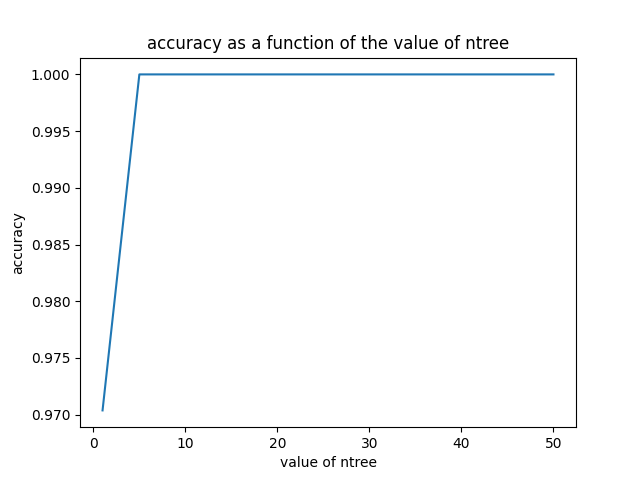 accuracy as a function of the value of ntree
1.000
0.995
0.990
0.985
0.980
0.975
0.970
accuracy
0 10 20 30 40 50
value of ntree